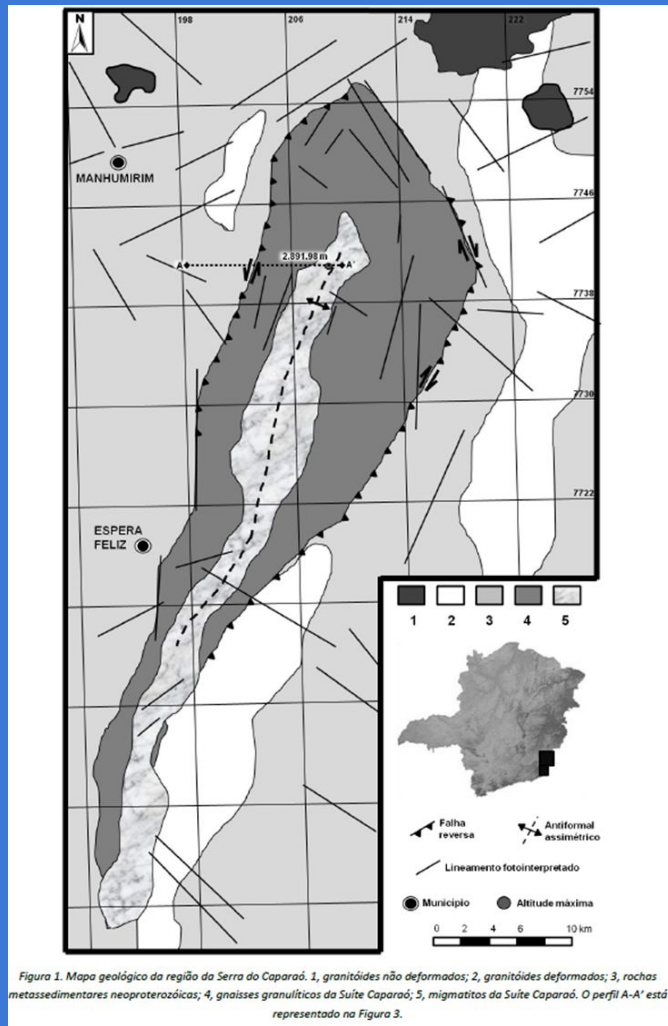 N
198 206 214 222
7754
MANHUMIRIM
7746
2.891.98 m
A A'
7738
7730
7722
ESPERA
FELIZ
1 2 3 4 5
Falha
reversa
Antiformal
assimétrico
Lineamento fotointerpretado
Município
Altitude máxima
0 2 4 6 10 km
Figura 1. Mapa geológico da região da Serra do Caparaó. 1, granitóides não deformados; 2, granitóides deformados; 3, rochas
metassedimentares neoproterozóicas; 4, gnaisses granulíticos da Suíte Caparaó; 5, migmatitos da Suíte Caparaó. O perfil A-A' está
representado na Figura 3.